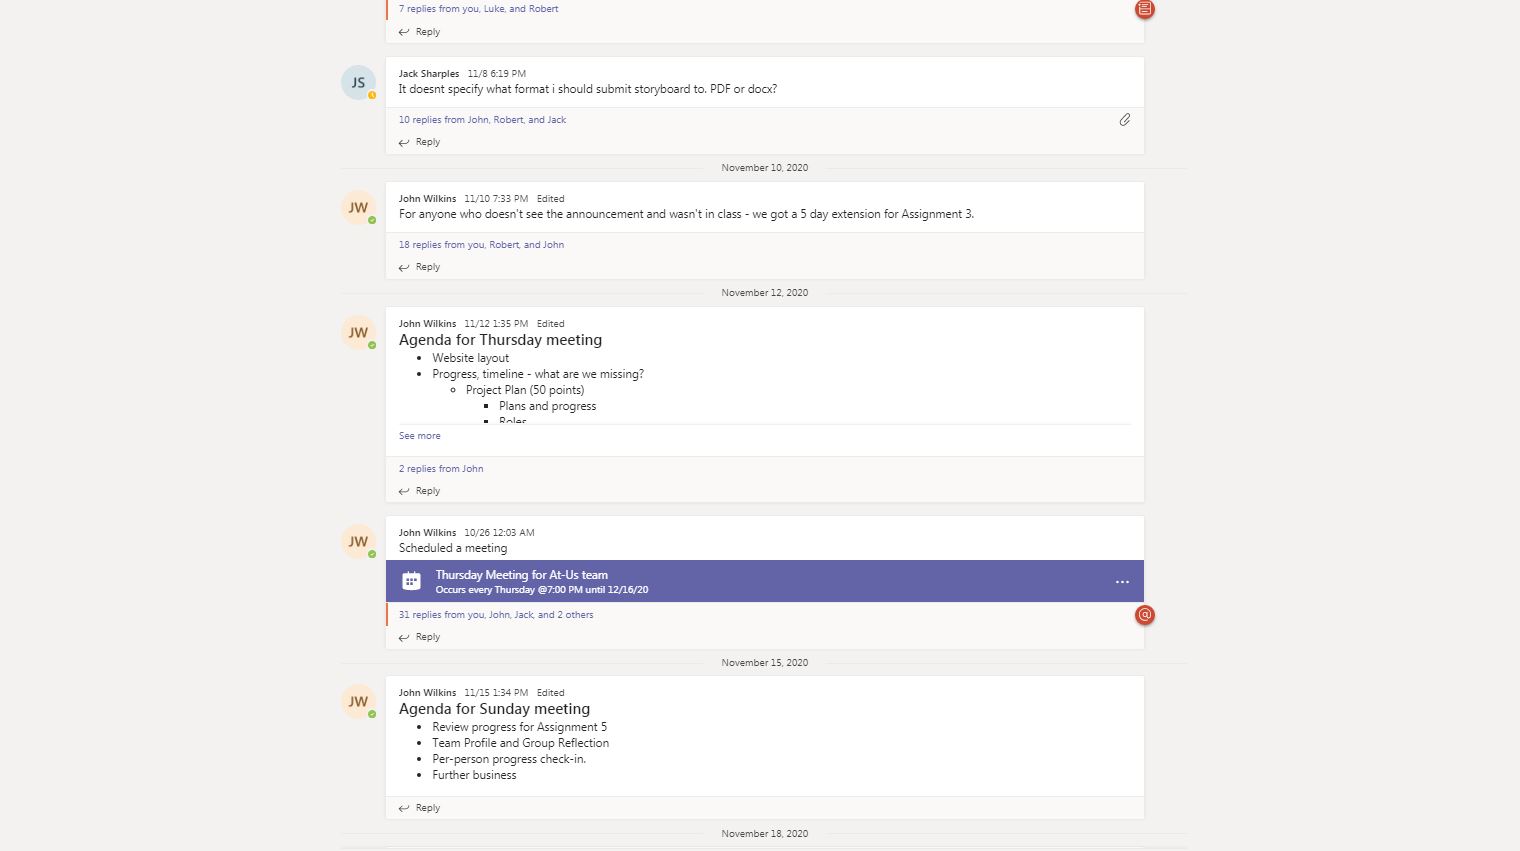 7 replies from you, Luke, and Robert
Reply
JS
Jack Sharples 11/8 6:19 PM
It doesnt specify what format i should submit storyboard to. PDF or docx?
10 replies from John, Robert, and Jack
Reply
November 10, 2020
JW
John Wilkins 11/10 7:33 PM Edited
For anyone who doesn't see the announcement and wasn't in class - we got a 5 day extension for Assignment 3.
18 replies from you, Robert, and John
Reply
November 12, 2020
JW
John Wilkins 11/12 1:35 PM Edited
Agenda for Thursday meeting
Website layout
Progress, timeline - what are we missing?
Project Plan (50 points)
Plans and progress
Roles
See more
2 replies from John
Reply
JW
John Wilkins 10/26 12:03 AM
Scheduled a meeting
Thursday Meeting for At-Us team
Occurs every Thursday @7:00 PM until 12/16/20
31 replies from you, John, Jack, and 2 others
Reply
November 15, 2020
JW
John Wilkins 11/15 1:34 PM Edited
Agenda for Sunday meeting
Review progress for Assignment 5
Team Profile and Group Reflection
Per-person progress check-in.
Further business
Reply
November 18, 2020